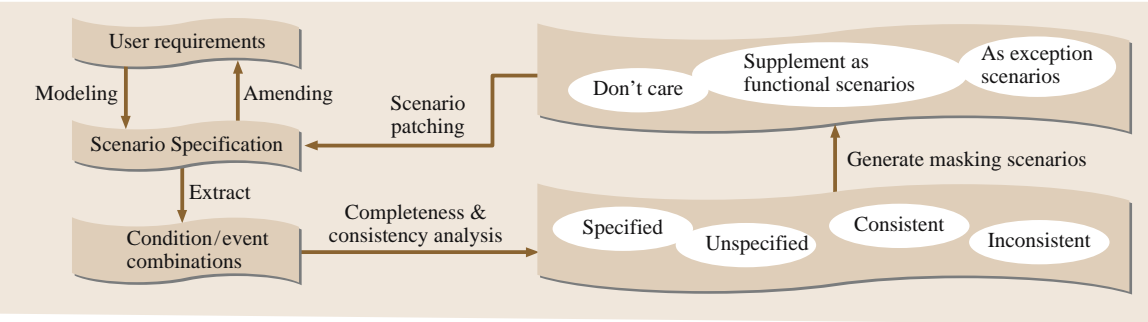 User requirements
Modeling
Amending
Scenario Specification
Extract
Condition/event
combinations
Scenario
patching
Completeness &
consistency analysis
Don't care
Supplement as
functional scenarios
As exception
scenarios
Generate masking scenarios
Specified
Unspecified
Consistent
Inconsistent